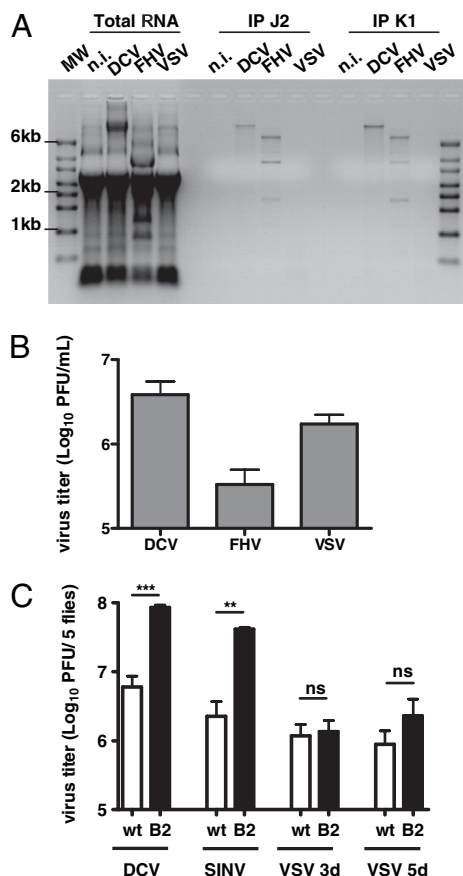 A
Total RNA
IP J2
IP K1
MW
n.i.
DCV
FHV
VSV
n.i.
DCV
FHV
VSV
n.i.
DCV
FHV
VSV
6kb
2kb
1kb
B
virus titer (Log10 PFU/mL)
7
6
5
DCV
FHV
VSV
C
virus titer (Log10 PFU/ 5 flies)
8
7
6
5
***
**
ns
ns
wt B2 wt B2 wt B2 wt B2
DCV SINV VSV 3d VSV 5d